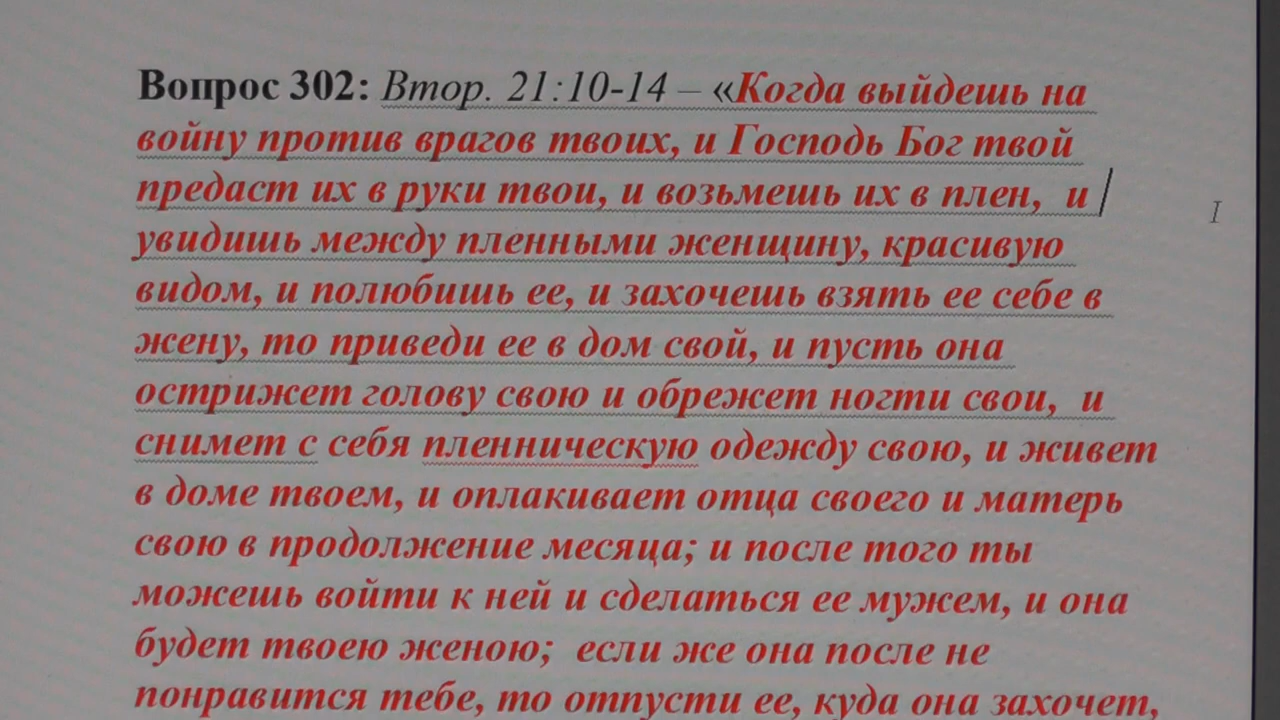 Вопрос 302: Втор. 21:10-14 – «Когда выйдешь на
войну против врагов твоих, и Господь Бог твой
предаст их в руки твои, и возьмешь их в плен,  и
увидишь между пленными женщину, красивую
видом, и полюбишь ее, и захочешь взять ее себе в
жену, то приведи ее в дом свой, и пусть она
острижет голову свою и обрежет ногти свои,  и
снимет с себя пленническую одежду свою, и живет
в доме твоем, и оплакивает отца своего и матерь
свою в продолжение месяца; и после того ты
можешь войти к ней и сделаться ее мужем, и она
будет твоею женою;  если же она после не
понравится тебе, то отпусти ее, куда она захочет,